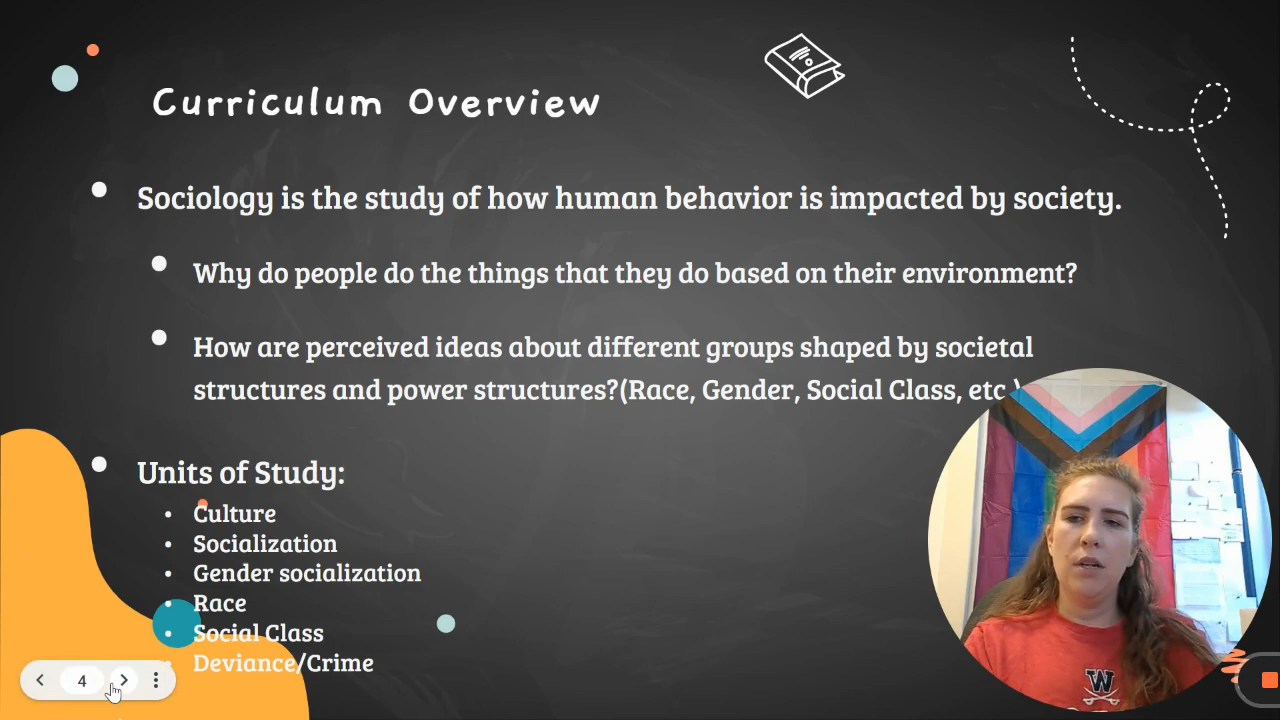 Curriculum Overview
Sociology is the study of how human behavior is impacted by society.
Why do people do the things that they do based on their environment?
How are perceived ideas about different groups shaped by societal
structures and power structures?(Race, Gender, Social Class, etc.)
Units of Study:
Culture
Socialization
Gender socialization
Race
Social Class
Deviance/Crime
4
W